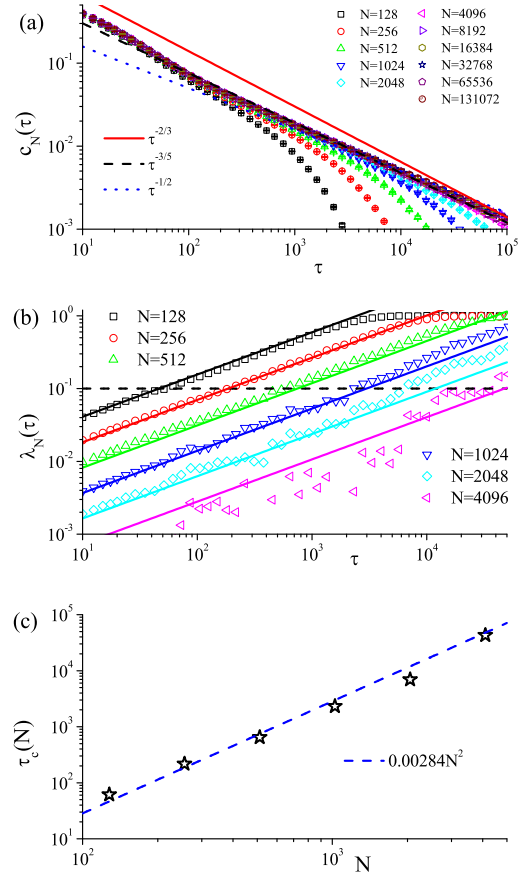 (a)
c_N(τ)
10^-1
10^-2
10^-3
N=128 N=4096
N=256 N=8192
N=512 N=16384
N=1024 N=32768
N=2048 N=65536
N=131072
τ^-2/3
τ^-3/5
τ^-1/2
10^1 10^2 10^3 10^4 10^5
τ
(b)
λ_N(τ)
10^0
10^-1
10^-2
10^-3
N=128
N=256
N=512
N=1024
N=2048
N=4096
10^1 10^2 10^3 10^4
τ
(c)
τ_c(N)
10^5
10^4
10^3
10^2
10^1
0.00284N^2
10^2 10^3
N